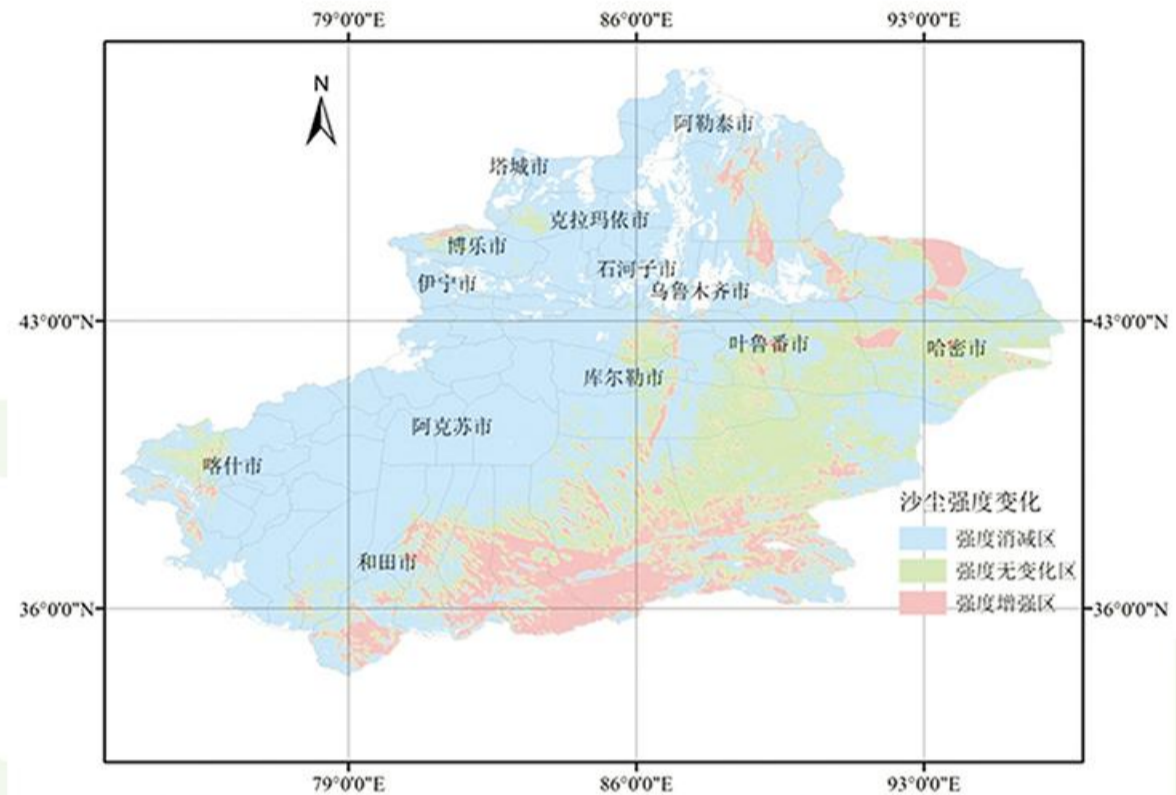 79°0'0"E 86°0'0"E 93°0'0"E
N
阿勒泰市
塔城市
克拉玛依市
博乐市
石河子市
伊宁市
乌鲁木齐市
43°0'0"N 43°0'0"N
叶鲁番市
哈密市
库尔勒市
阿克苏市
喀什市
沙尘强度变化
强度消减区
和田市
强度无变化区
强度增强区
36°0'0"N 36°0'0"N
79°0'0"E 86°0'0"E 93°0'0"E